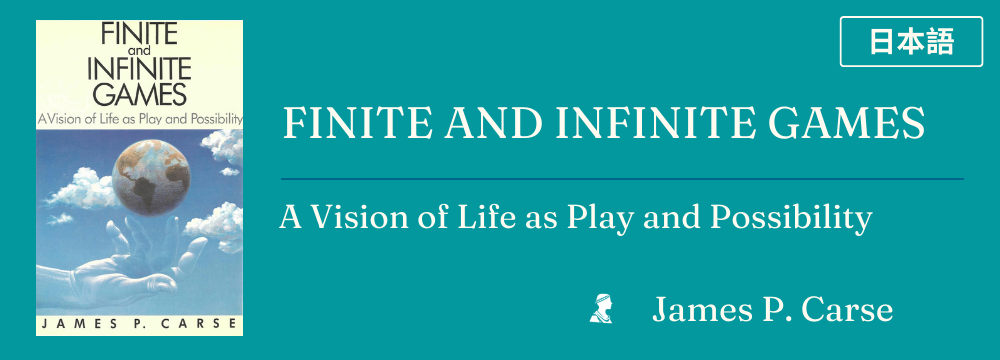 FINITE
and
INFINITE
GAMES
A Vision of Life as Play and Possibility
JAMES P. CARSE
日本語
FINITE AND INFINITE GAMES
A Vision of Life as Play and Possibility
James P. Carse